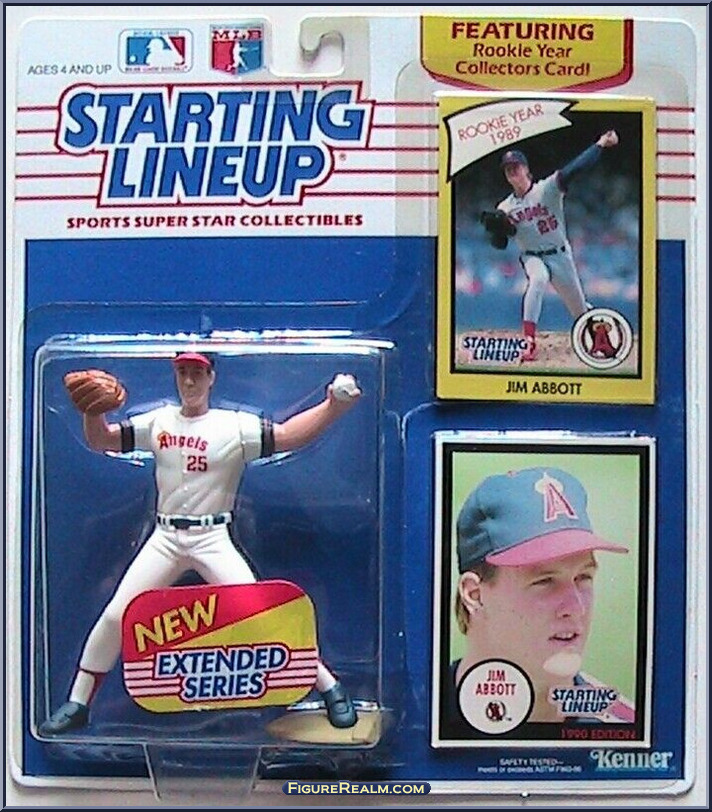 FEATURING
Rookie Year
Collectors Card!
AGES 4 AND UP
MLB
STARTING
LINEUP
SPORTS SUPER STAR COLLECTIBLES
ROOKIE YEAR
1989
Angels
25
STARTING
LINEUP
JIM ABBOTT
Angels
25
NEW
EXTENDED
SERIES
A
JIM
ABBOTT
STARTING
LINEUP
1990 EDITION
SAFETY TESTED—
Kenner
FIGUREREALM.COM